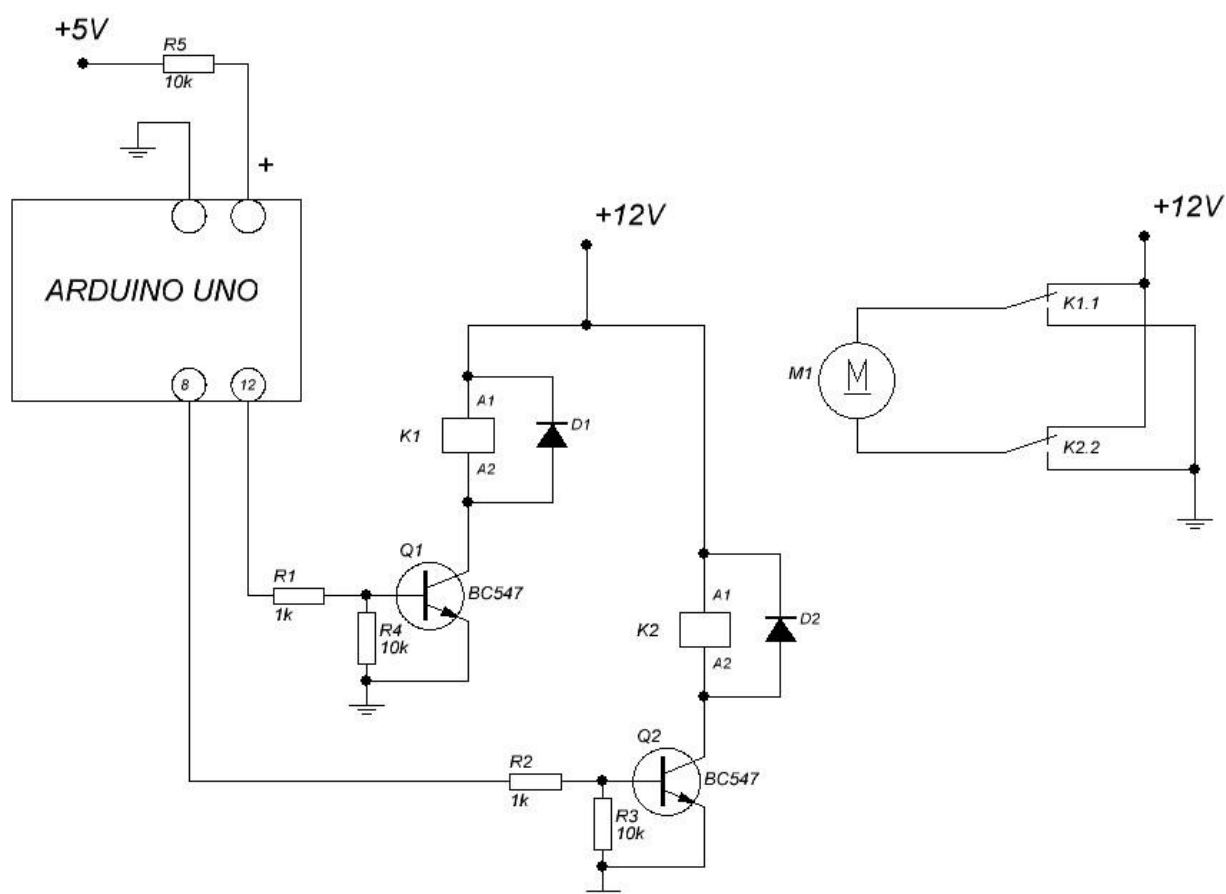 +5V
R5
10k
+
ARDUINO UNO
8
12
+12V
K1
A1
A2
D1
Q1
BC547
R1
1k
R4
10k
K2
A1
A2
D2
Q2
BC547
R2
1k
R3
10k
+12V
K1.1
M1
M
K2.2